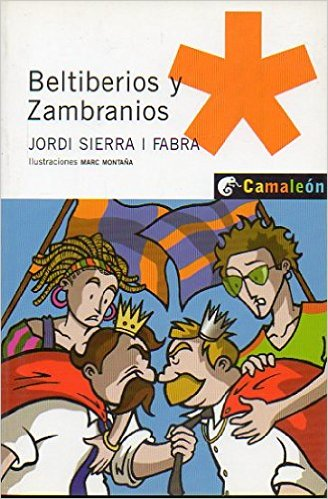 Beltiberios y
Zambranios
JORDI SIERRA I FABRA
Ilustraciones MARC MONTAÑA
Camaleón